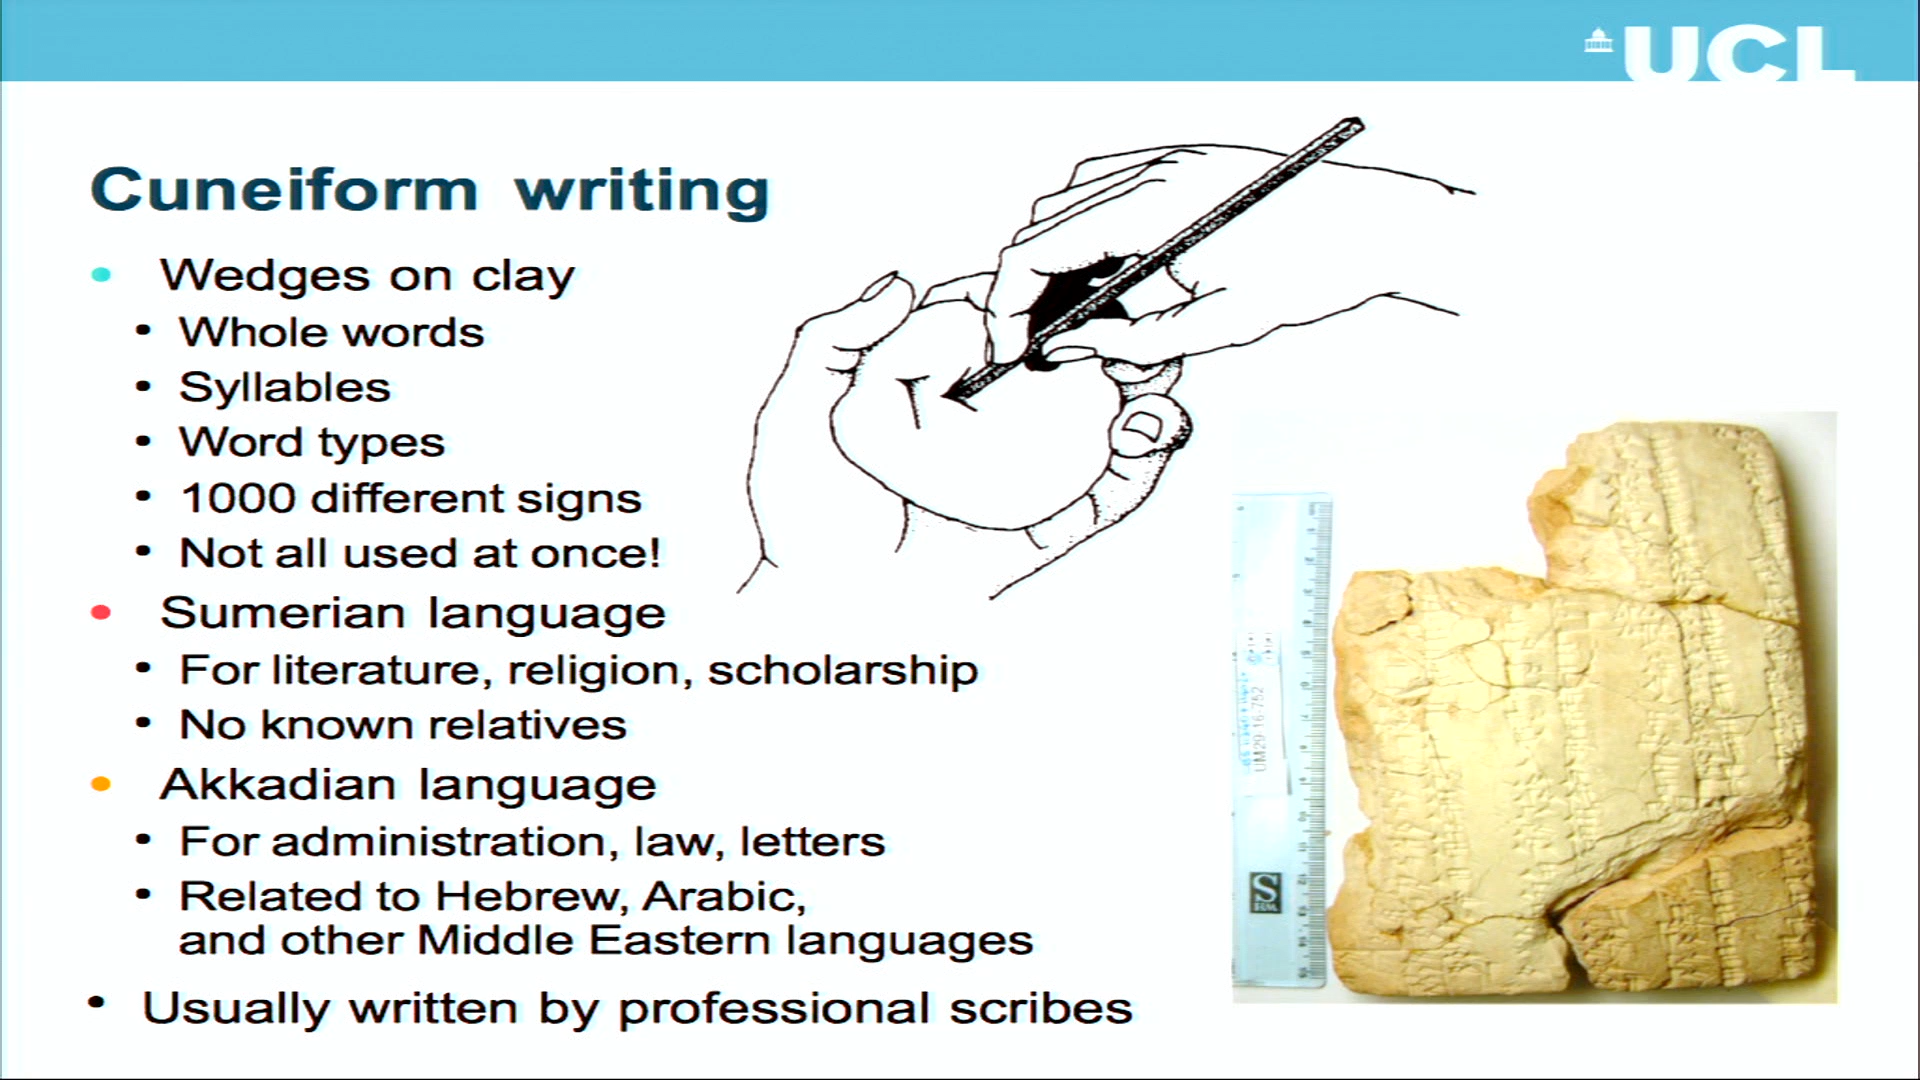 UCL
Cuneiform writing
• Wedges on clay
• Whole words
• Syllables
• Word types
• 1000 different signs
• Not all used at once!
• Sumerian language
• For literature, religion, scholarship
• No known relatives
• Akkadian language
• For administration, law, letters
• Related to Hebrew, Arabic,
and other Middle Eastern languages
• Usually written by professional scribes
UM29-16-752
S